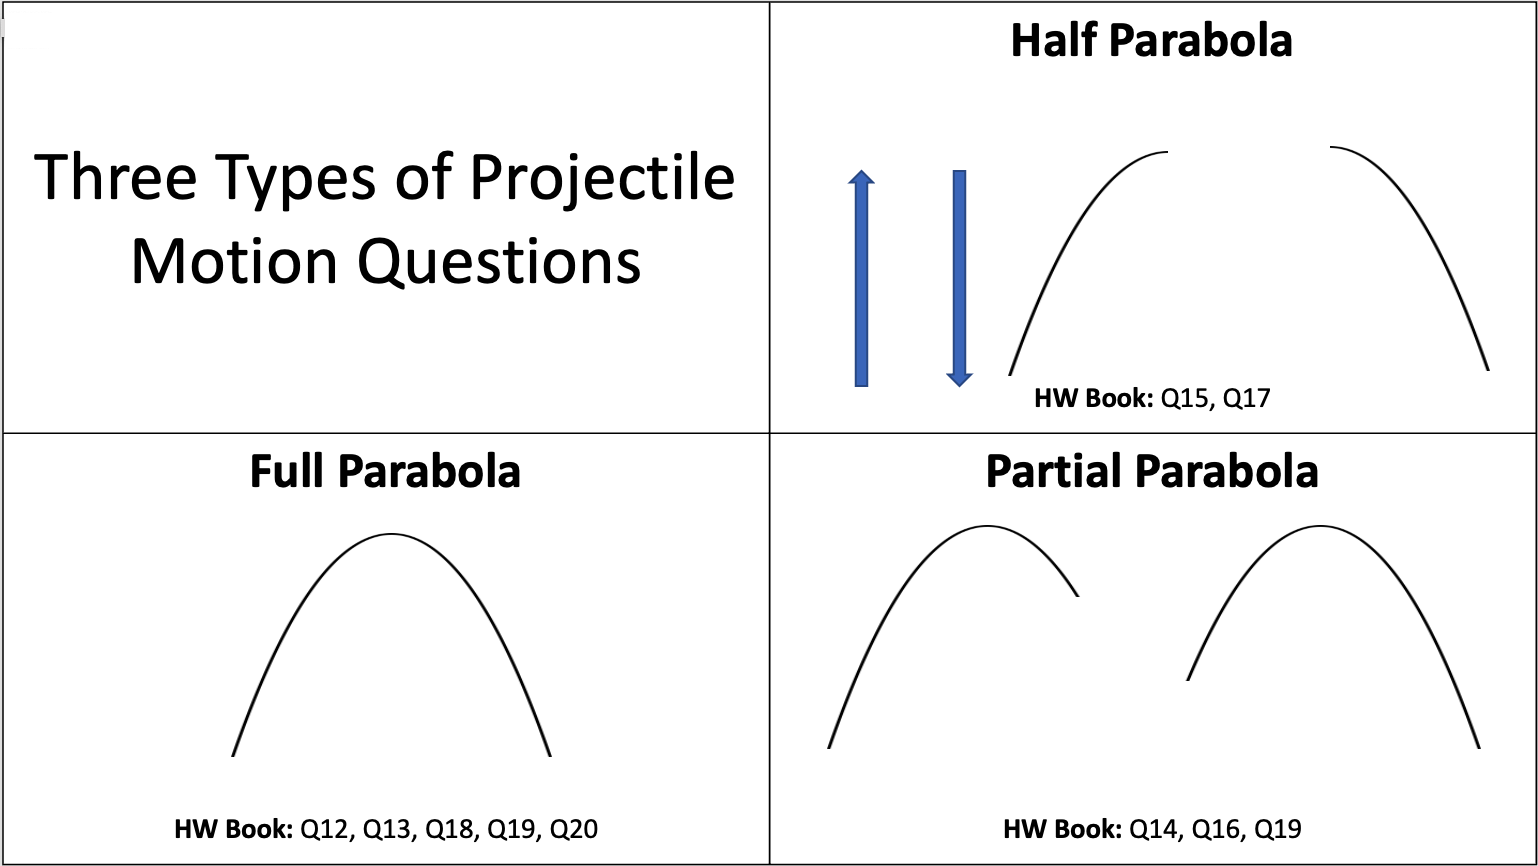 Three Types of Projectile
Motion Questions
Half Parabola
HW Book: Q15, Q17
Full Parabola
HW Book: Q12, Q13, Q18, Q19, Q20
Partial Parabola
HW Book: Q14, Q16, Q19